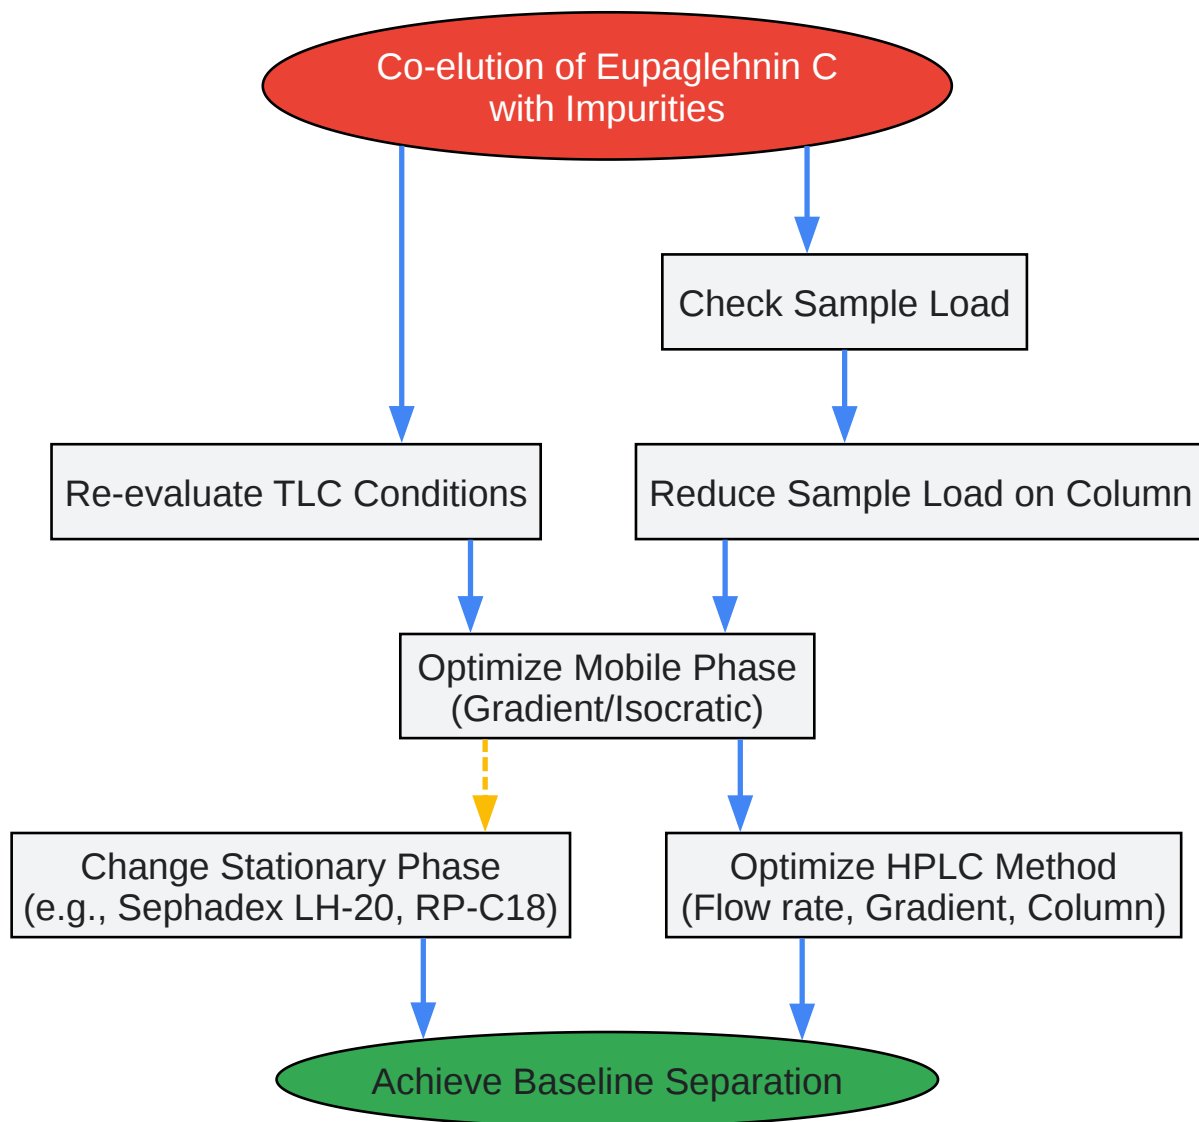 Co-elution of Eupaglehnin C
with Impurities
Check Sample Load
Re-evaluate TLC Conditions
Reduce Sample Load on Column
Optimize Mobile Phase
(Gradient/Isocratic)
Change Stationary Phase
(e.g., Sephadex LH-20, RP-C18)
Optimize HPLC Method
(Flow rate, Gradient, Column)
Achieve Baseline Separation